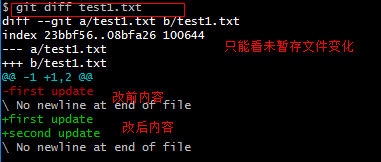 $ git diff test1.txt
diff --git a/test1.txt b/test1.txt
index 23bbf56..08bfa26 100644
--- a/test1.txt
只能看未暂存文件变化
+++ b/test1.txt
@@ -1 +1,2 @@
-first update
改前内容
\ No newline at end of file
+first update
改后内容
+second update
\ No newline at end of file